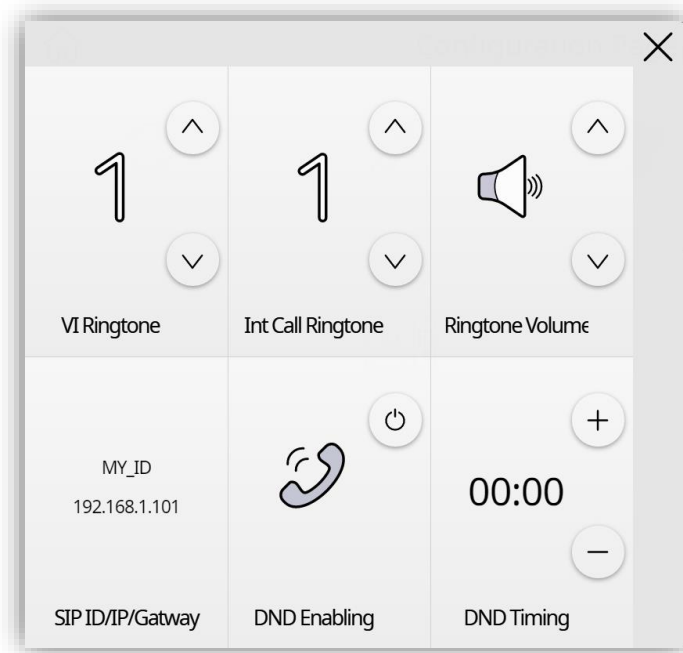 1
1
VI Ringtone
Int Call Ringtone
Ringtone Volume
MY_ID
192.168.1.101
00:00
SIP ID/IP/Gatway
DND Enabling
DND Timing